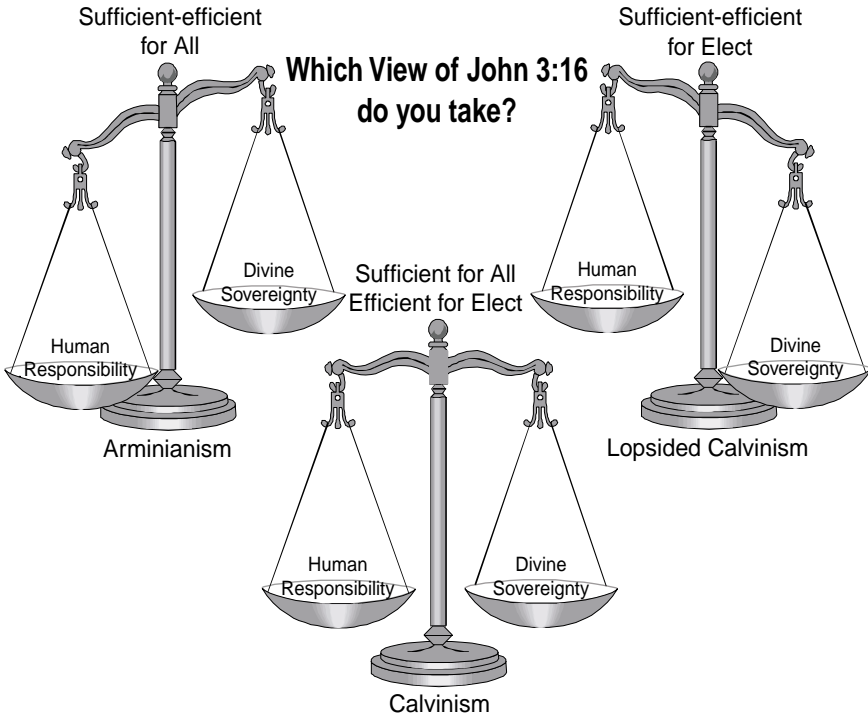 Sufficient-efficient
for All
Which View of John 3:16
do you take?
Sufficient-efficient
for Elect
Divine
Sovereignty
Human
Responsibility
Arminianism
Human
Responsibility
Divine
Sovereignty
Lopsided Calvinism
Sufficient for All
Efficient for Elect
Human
Responsibility
Divine
Sovereignty
Calvinism